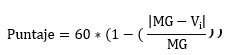 Puntaje = 60 * (1 − ( |MG − Vᵢ| / MG ) )